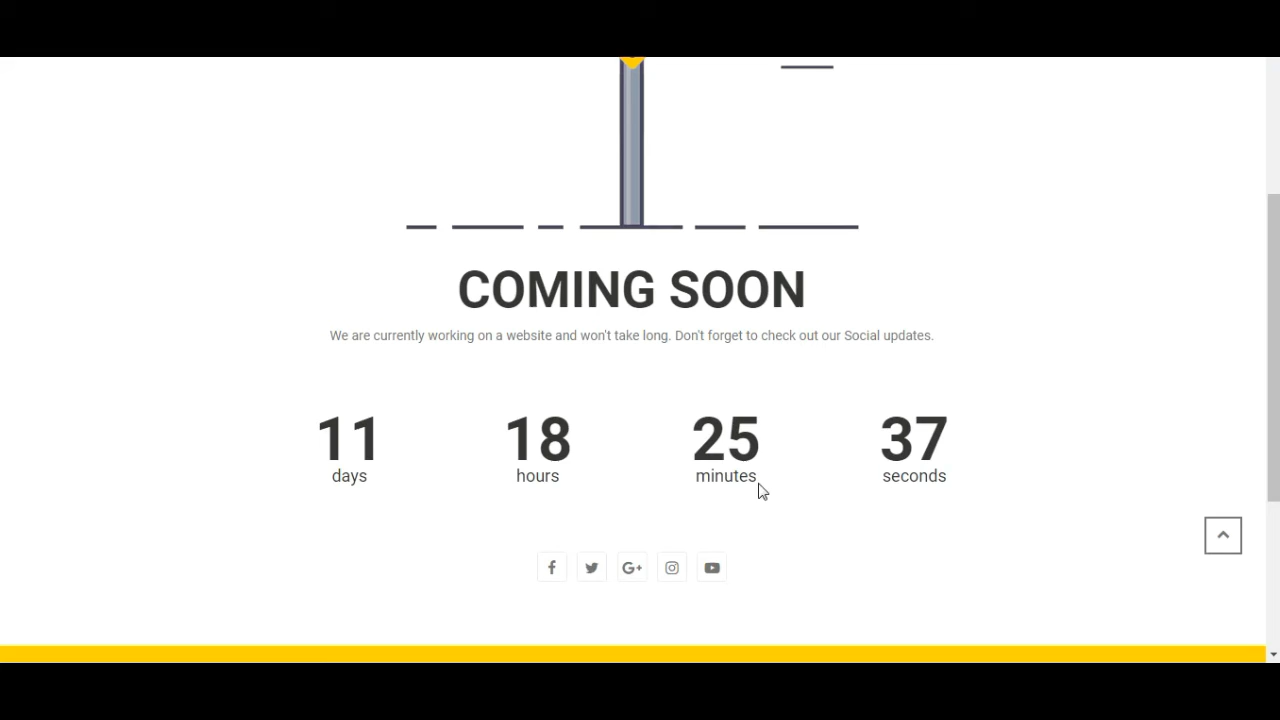 COMING SOON
We are currently working on a website and won't take long. Don't forget to check out our Social updates.
11 18 25 37
days hours minutes seconds